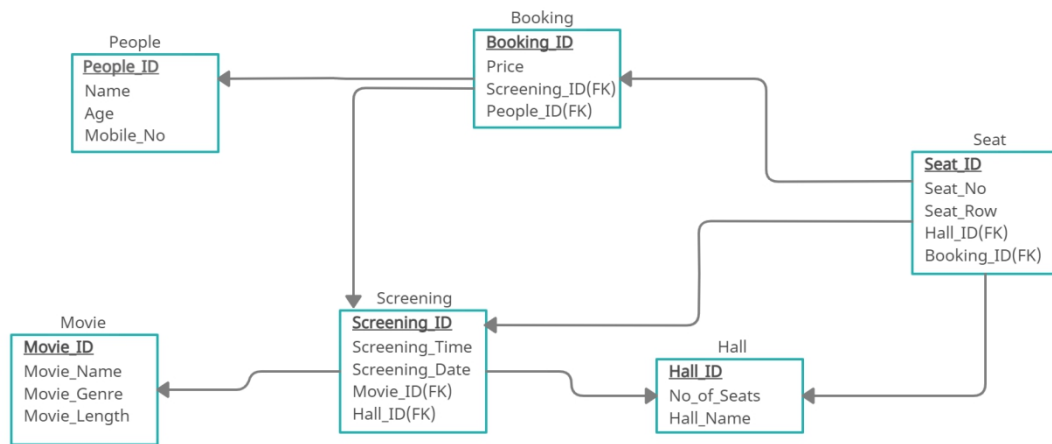 People
People_ID
Name
Age
Mobile_No
Booking
Booking_ID
Price
Screening_ID(FK)
People_ID(FK)
Seat
Seat_ID
Seat_No
Seat_Row
Hall_ID(FK)
Booking_ID(FK)
Movie
Movie_ID
Movie_Name
Movie_Genre
Movie_Length
Screening
Screening_ID
Screening_Time
Screening_Date
Movie_ID(FK)
Hall_ID(FK)
Hall
Hall_ID
No_of_Seats
Hall_Name